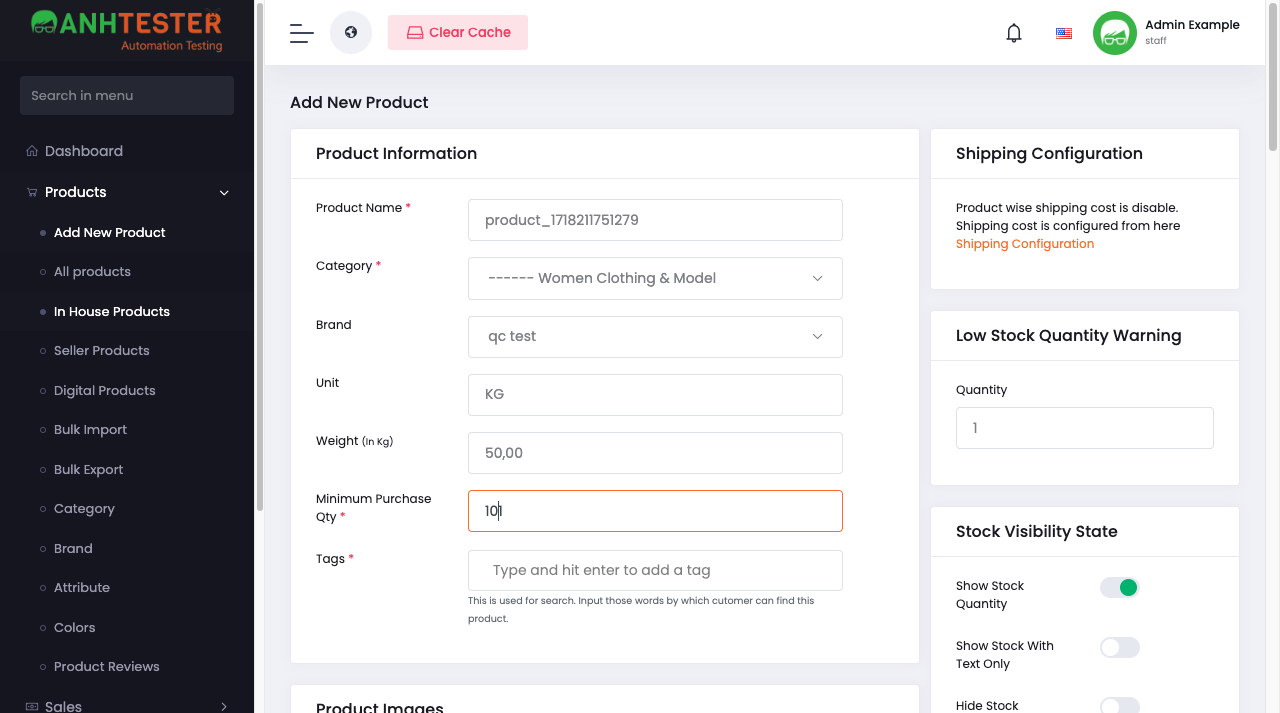 ANHTESTER
Automation Testing
Search in menu
Dashboard
Products
Add New Product
All products
In House Products
Seller Products
Digital Products
Bulk Import
Bulk Export
Category
Brand
Attribute
Colors
Product Reviews
Sales
Clear Cache
Admin Example
staff
Add New Product
Product Information
Product Name *
product_1718211751279
Category *
------ Women Clothing & Model
Brand
qc test
Unit
KG
Weight (In Kg)
50,00
Minimum Purchase
Qty *
101
Tags *
Type and hit enter to add a tag
This is used for search. Input those words by which cutomer can find this
product.
Product Images
Shipping Configuration
Product wise shipping cost is disable.
Shipping cost is configured from here
Shipping Configuration
Low Stock Quantity Warning
Quantity
1
Stock Visibility State
Show Stock
Quantity
Show Stock With
Text Only
Hide Stock